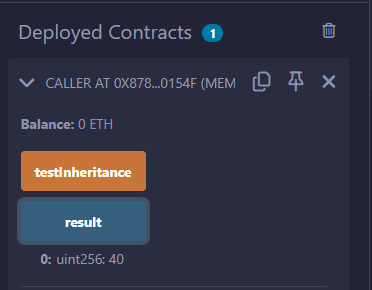 Deployed Contracts 1
CALLER AT 0X878...0154F (MEM
Balance: 0 ETH
testInheritance
result
0: uint256: 40